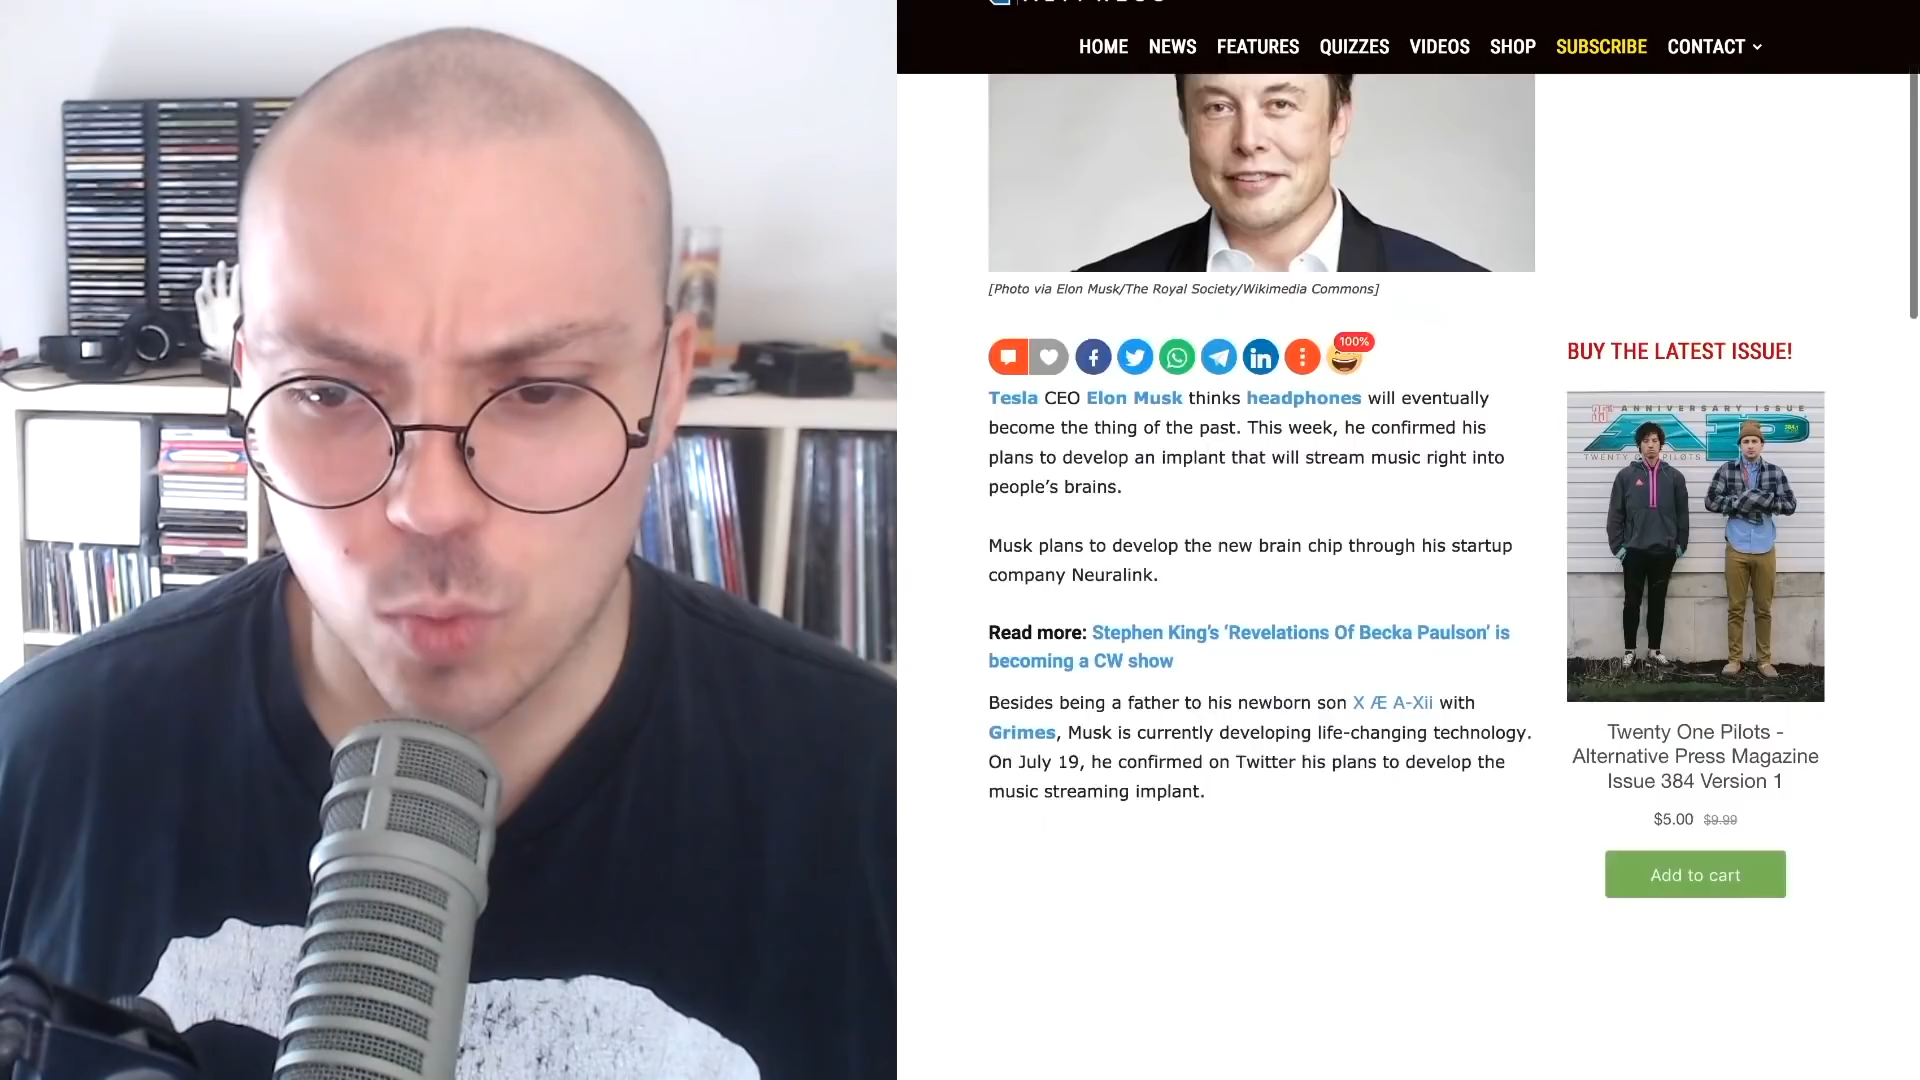 HOME NEWS FEATURES QUIZZES VIDEOS SHOP SUBSCRIBE CONTACT
[Photo via Elon Musk/The Royal Society/Wikimedia Commons]
100%
Tesla CEO Elon Musk thinks headphones will eventually
become the thing of the past. This week, he confirmed his
plans to develop an implant that will stream music right into
people’s brains.
Musk plans to develop the new brain chip through his startup
company Neuralink.
Read more: Stephen King’s ‘Revelations Of Becka Paulson’ is
becoming a CW show
Besides being a father to his newborn son X Æ A-Xii with
Grimes, Musk is currently developing life-changing technology.
On July 19, he confirmed on Twitter his plans to develop the
music streaming implant.
BUY THE LATEST ISSUE!
35 ANNIVERSARY ISSUE
AP
TWENTY ONE PILOTS
Twenty One Pilots -
Alternative Press Magazine
Issue 384 Version 1
$5.00 $9.99
Add to cart